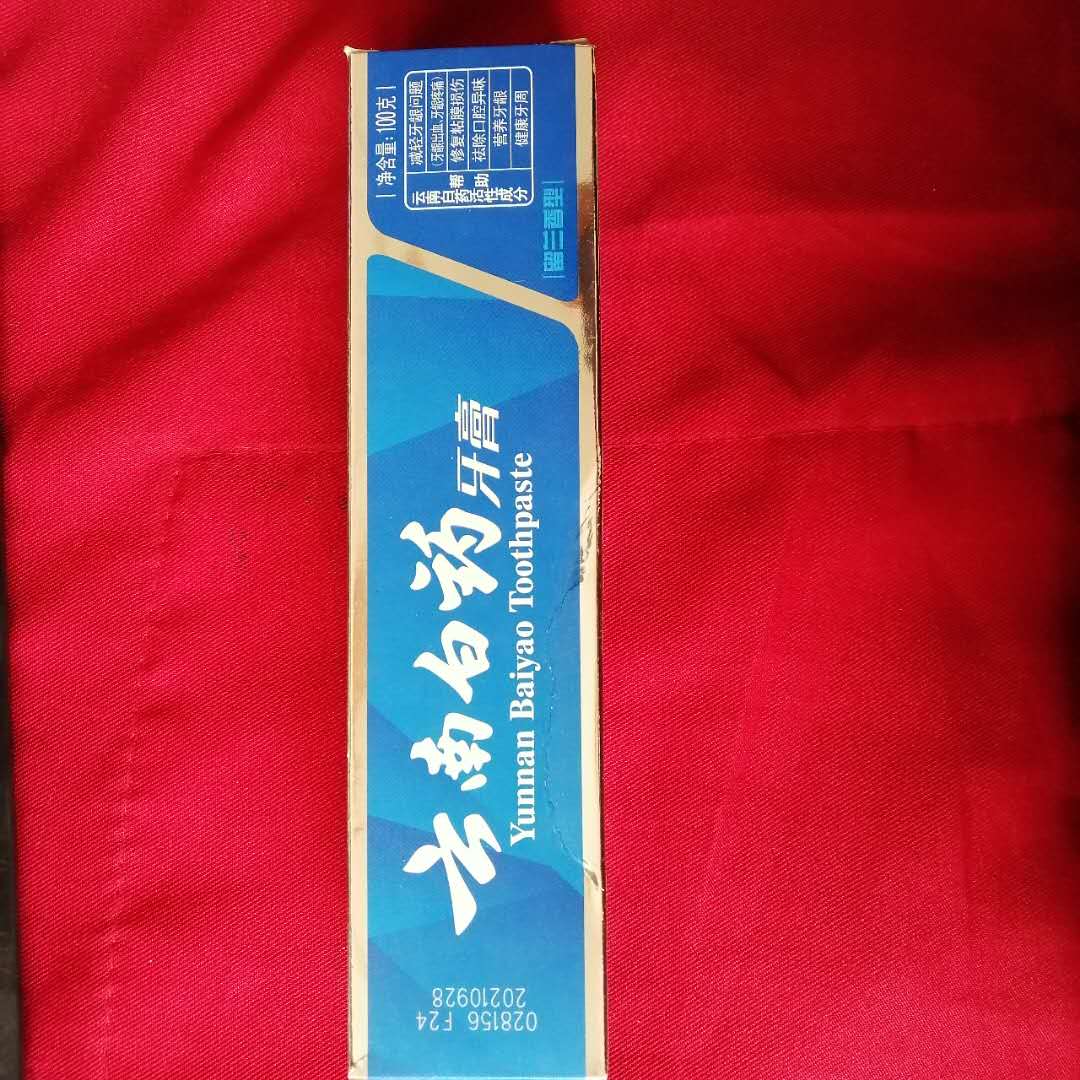 云南白药牙膏
Yunnan Baiyao Toothpaste
净含量:100克
云南白药活性成分
帮助
减轻牙龈问题
(牙龈出血、牙龈疼痛)
修复粘膜损伤
祛除口腔异味
营养牙龈
健康牙周
留兰香型
028156 F24
20210928